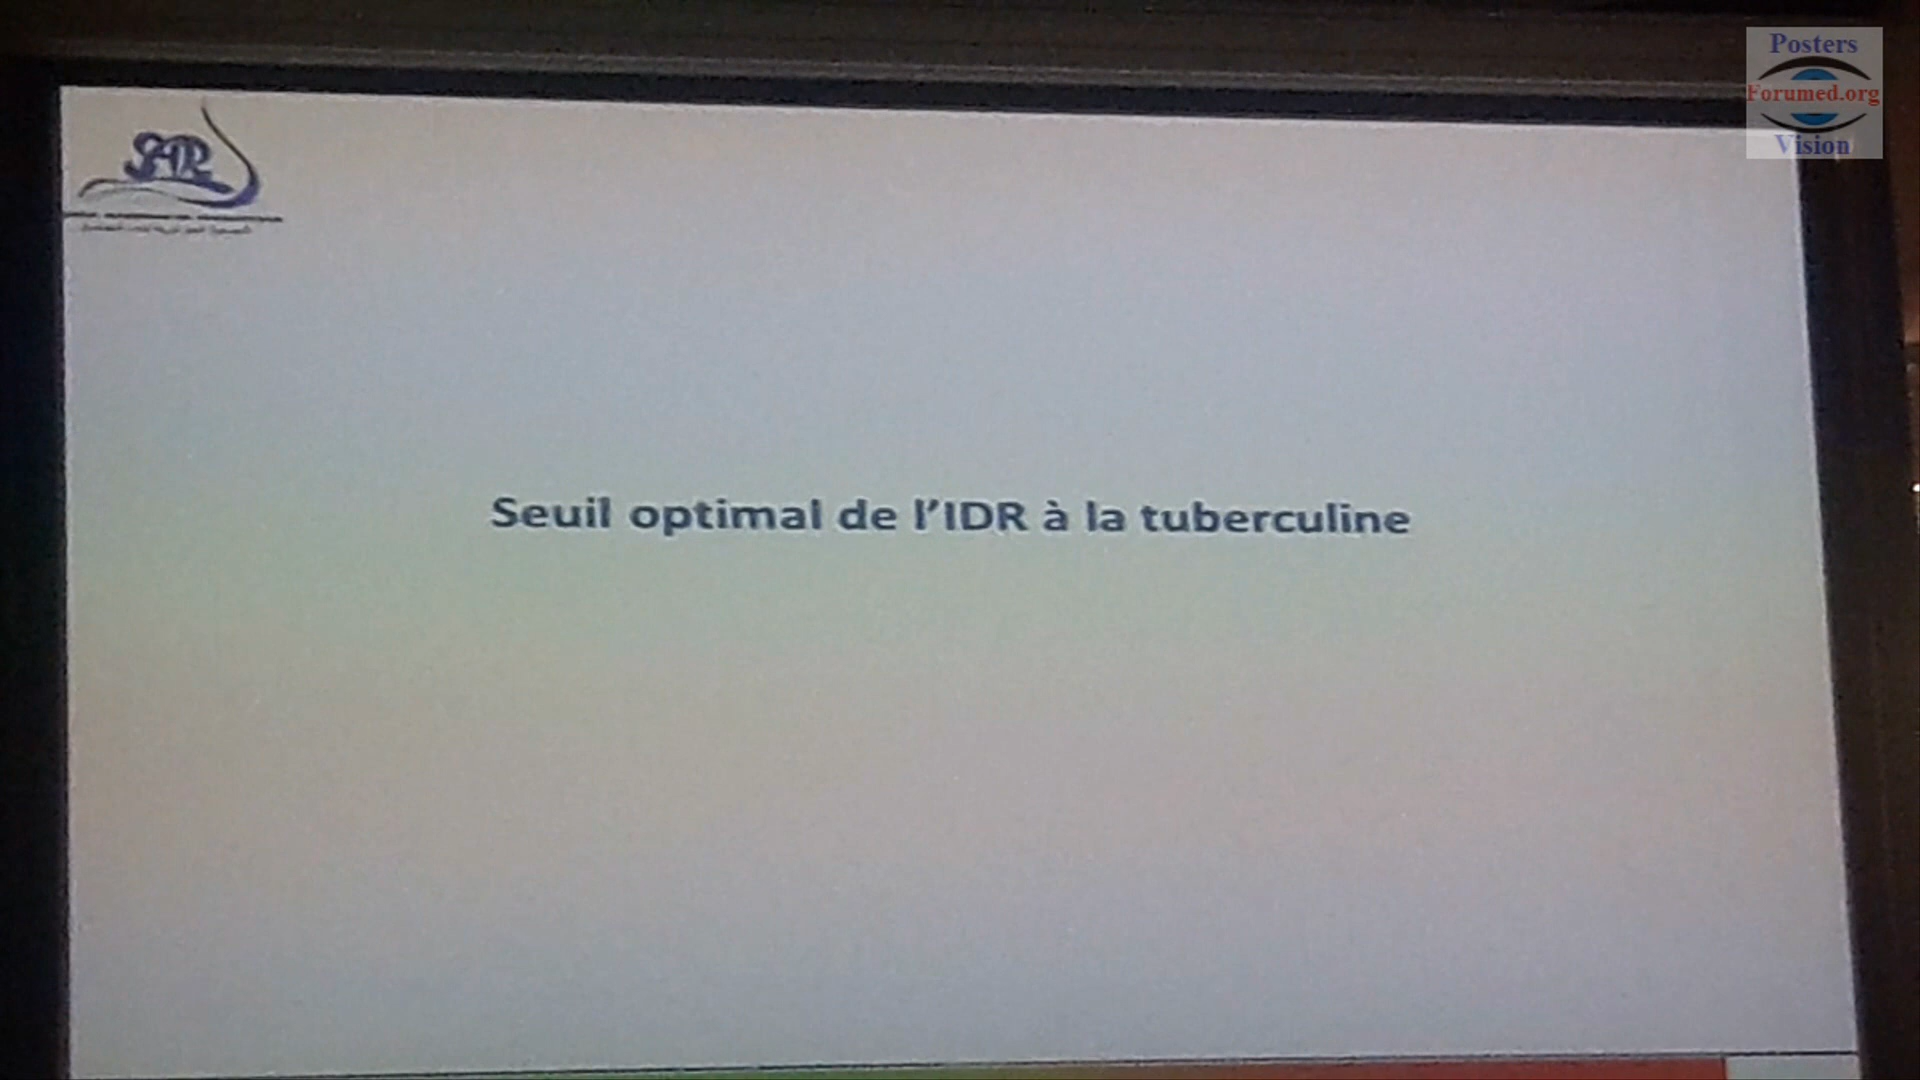 Posters
Forumed.org
Vision
Seuil optimal de l’IDR à la tuberculine